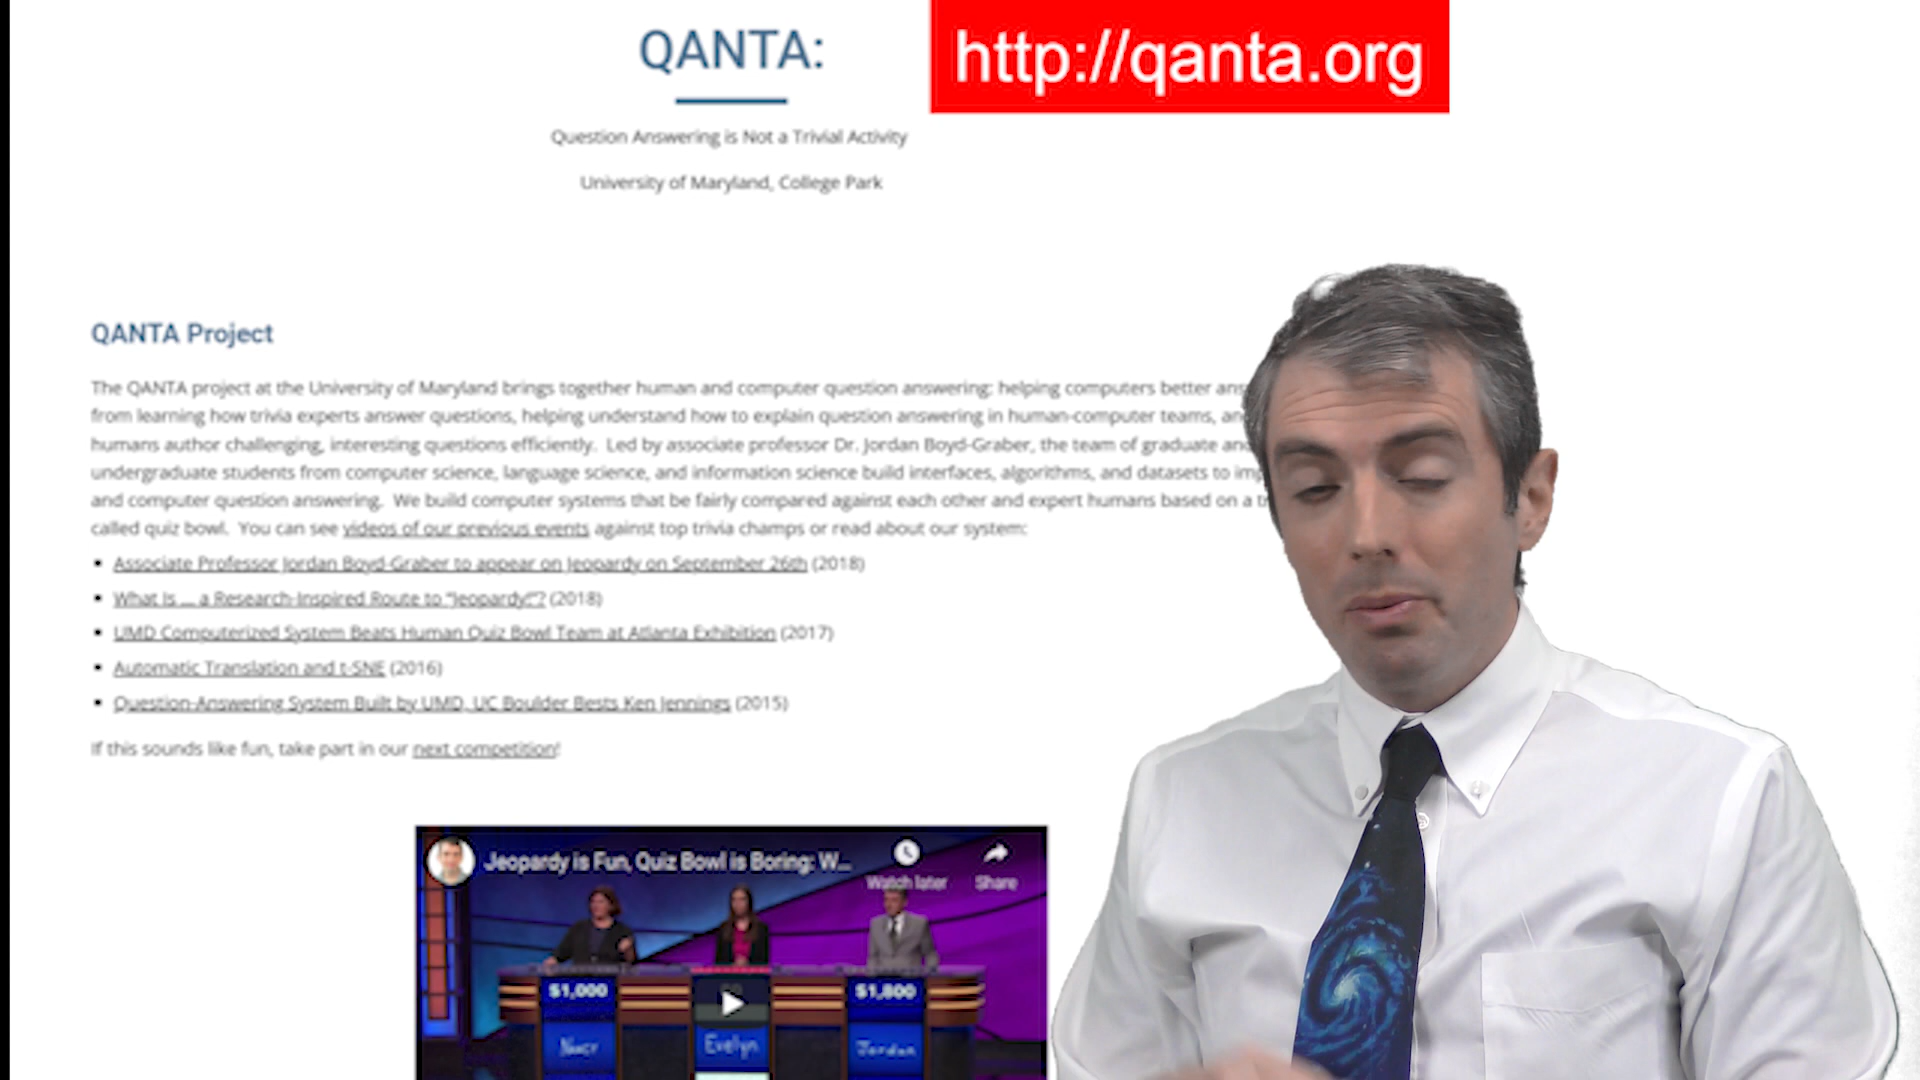 QANTA:
http://qanta.org
Question Answering is Not a Trivial Activity
University of Maryland, College Park
QANTA Project
The QANTA project at the University of Maryland brings together human and computer question answering: helping computers better ans
from learning how trivia experts answer questions, helping understand how to explain question answering in human-computer teams, an
humans author challenging, interesting questions efficiently. Led by associate professor Dr. Jordan Boyd-Graber, the team of graduate and
undergraduate students from computer science, language science, and information science build interfaces, algorithms, and datasets to imp
and computer question answering. We build computer systems that be fairly compared against each other and expert humans based on a t
called quiz bowl. You can see videos of our previous events against top trivia champs or read about our system:
Associate Professor Jordan Boyd-Graber to appear on Jeopardy on September 26th (2018)
What Is ... a Research-Inspired Route to "Jeopardy!"? (2018)
UMD Computerized System Beats Human Quiz Bowl Team at Atlanta Exhibition (2017)
Automatic Translation and t-SNE (2016)
Question-Answering System Built by UMD, UC Boulder Bests Ken Jennings (2015)
If this sounds like fun, take part in our next competition!
Jeopardy is Fun, Quiz Bowl is Boring: W...
Watch later
Share
$1,000
$1,800
Evelyn
Jordan